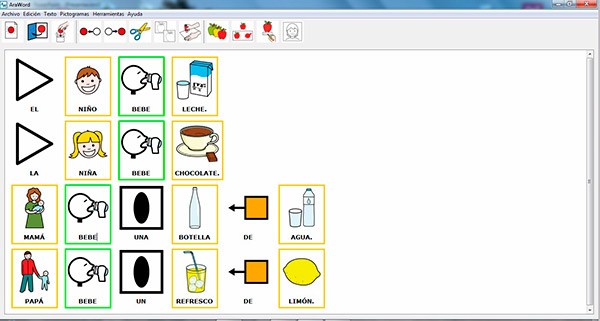 AraWord
Archivo Edición Texto Pictogramas Herramientas Ayuda
EL NIÑO BEBE LECHE.
LA NIÑA BEBE CHOCOLATE.
MAMÁ BEBE UNA BOTELLA DE AGUA.
PAPÁ BEBE UN REFRESCO DE LIMÓN.